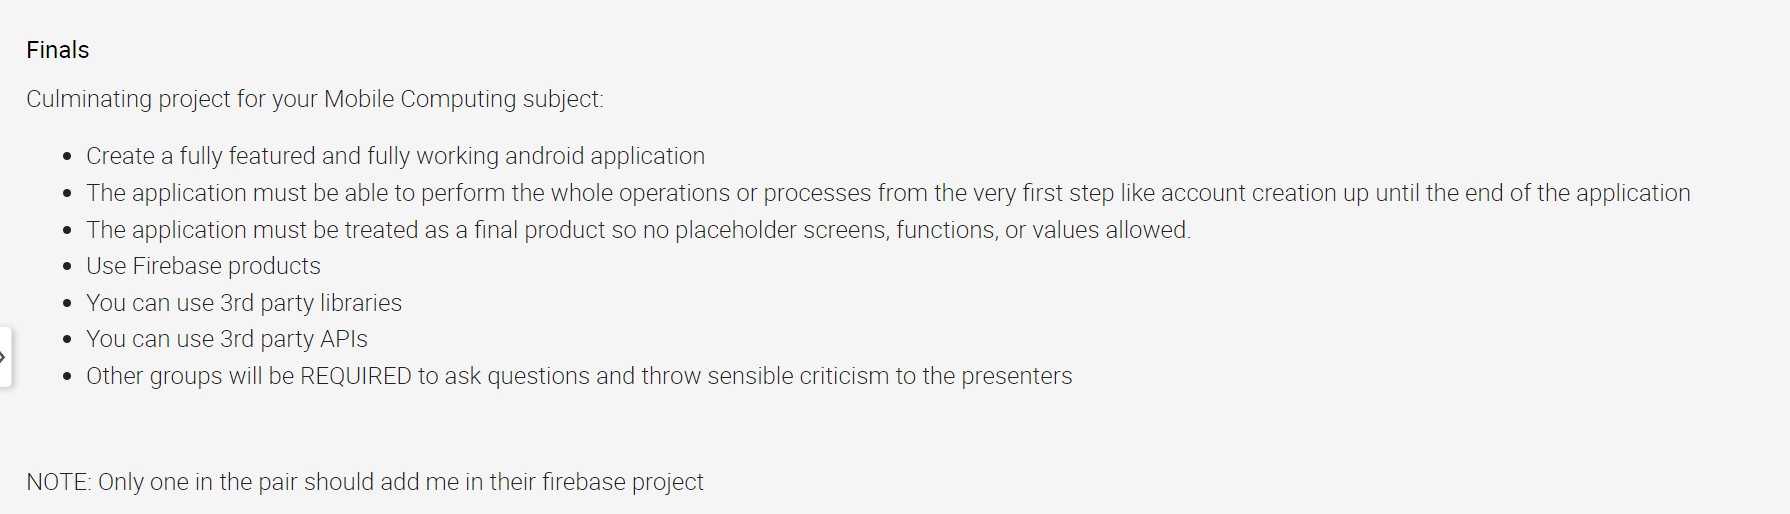 Finals
Culminating project for your Mobile Computing subject:
• Create a fully featured and fully working android application
• The application must be able to perform the whole operations or processes from the very first step like account creation up until the end of the application
• The application must be treated as a final product so no placeholder screens, functions, or values allowed.
• Use Firebase products
• You can use 3rd party libraries
• You can use 3rd party APIs
• Other groups will be REQUIRED to ask questions and throw sensible criticism to the presenters
NOTE: Only one in the pair should add me in their firebase project